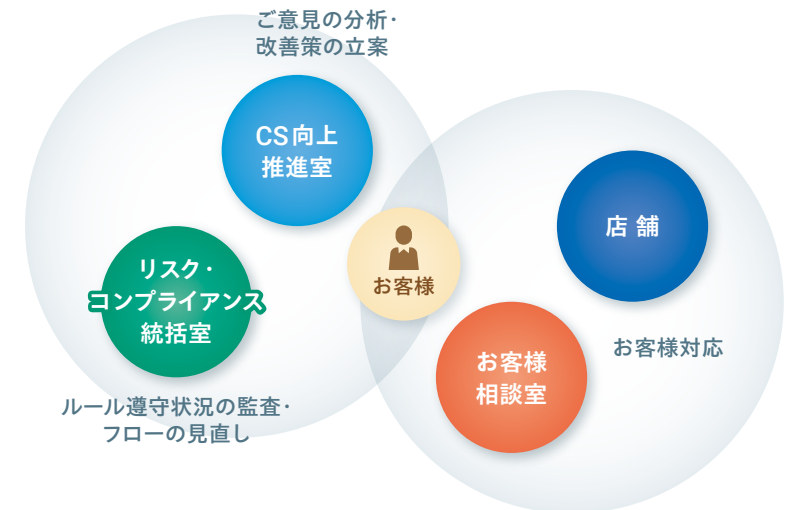 ご意見の分析・
改善策の立案
CS向上
推進室
リスク・
コンプライアンス
統括室
ルール遵守状況の監査・
フローの見直し
お客様
店舗
お客様
相談室
お客様対応